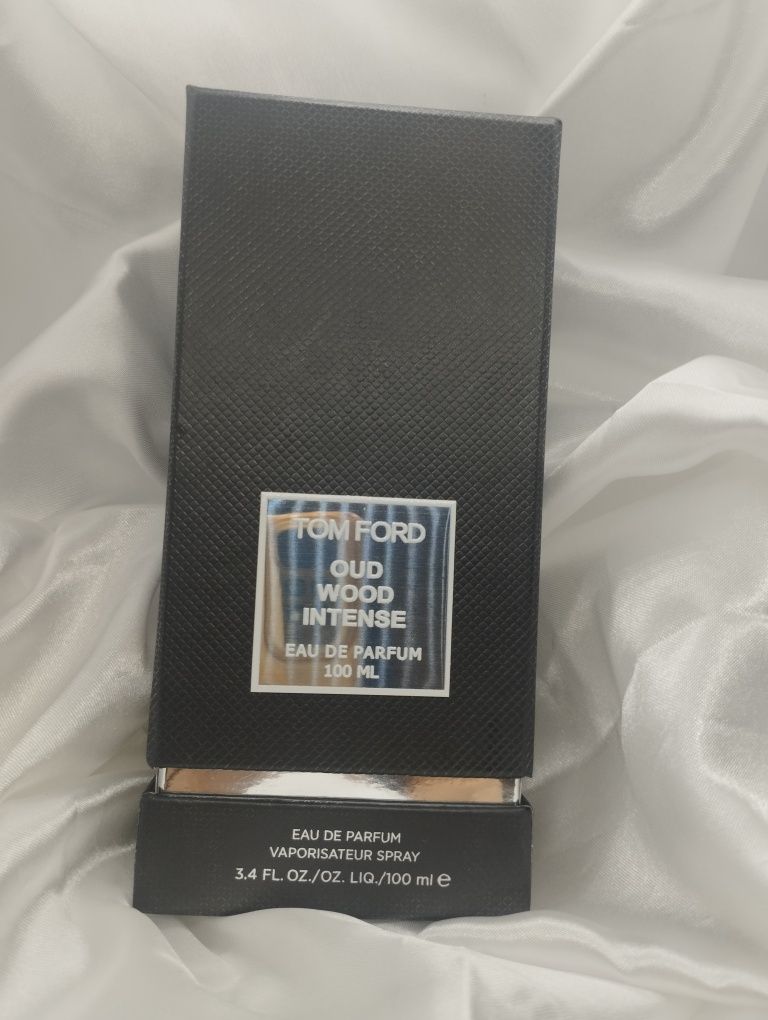 TOM FORD
OUD
WOOD
INTENSE
EAU DE PARFUM
100 ML
EAU DE PARFUM
VAPORISATEUR SPRAY
3.4 FL. OZ./OZ. LIQ./100 ml ℮